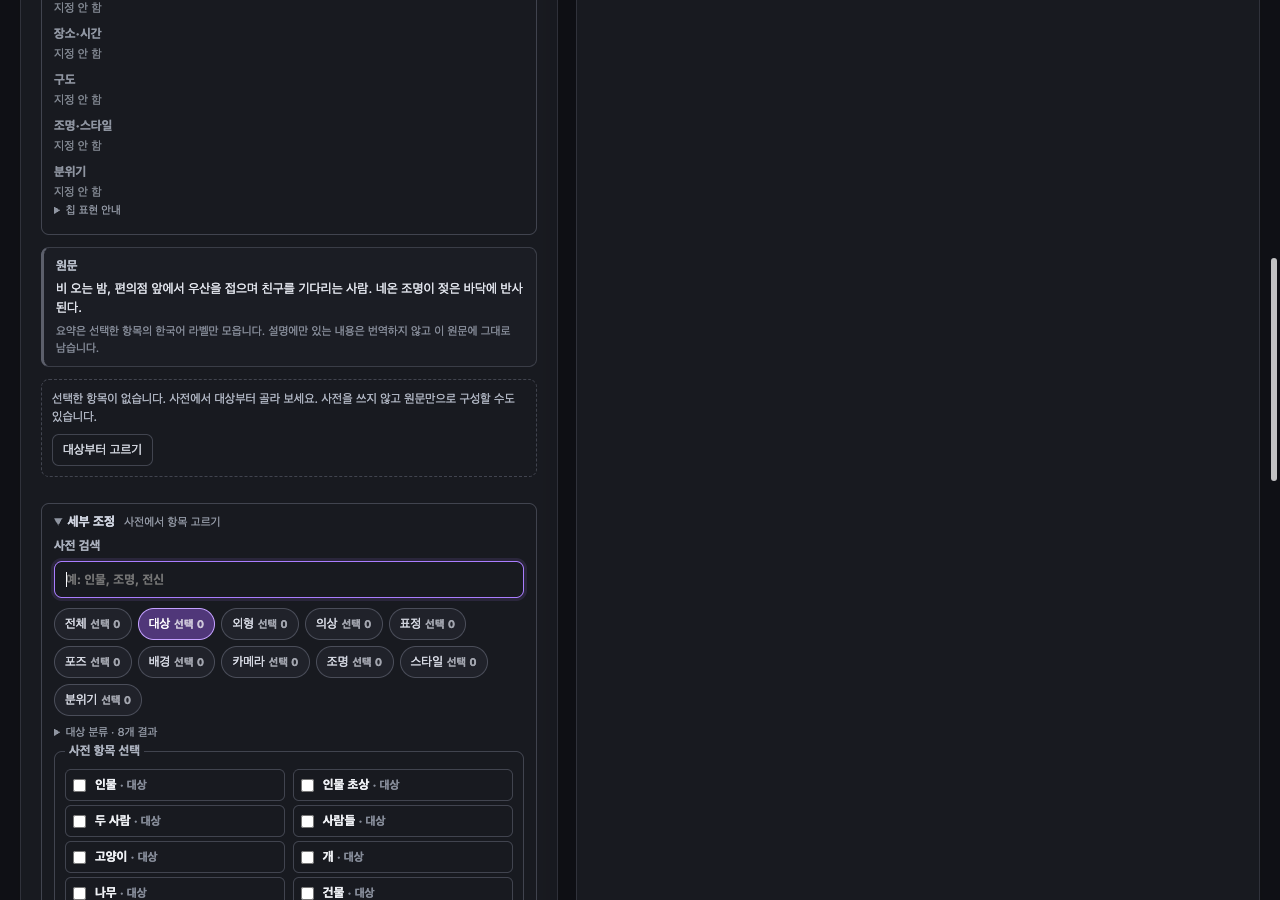 지정 안 함
장소·시간
지정 안 함
구도
지정 안 함
조명·스타일
지정 안 함
분위기
지정 안 함
▶ 칩 표현 안내
원문
비 오는 밤, 편의점 앞에서 우산을 접으며 친구를 기다리는 사람. 네온 조명이 젖은 바닥에 반사
된다.
요약은 선택한 항목의 한국어 라벨만 모읍니다. 설명에만 있는 내용은 번역하지 않고 이 원문에 그대로
남습니다.
선택한 항목이 없습니다. 사전에서 대상부터 골라 보세요. 사전을 쓰지 않고 원문만으로 구성할 수도
있습니다.
대상부터 고르기
▼ 세부 조정 사전에서 항목 고르기
사전 검색
예: 인물, 조명, 전신
전체 선택 0 대상 선택 0 외형 선택 0 의상 선택 0 표정 선택 0
포즈 선택 0 배경 선택 0 카메라 선택 0 조명 선택 0 스타일 선택 0
분위기 선택 0
▶ 대상 분류 · 8개 결과
사전 항목 선택
인물 · 대상 인물 초상 · 대상
두 사람 · 대상 사람들 · 대상
고양이 · 대상 개 · 대상
나무 · 대상 건물 · 대상